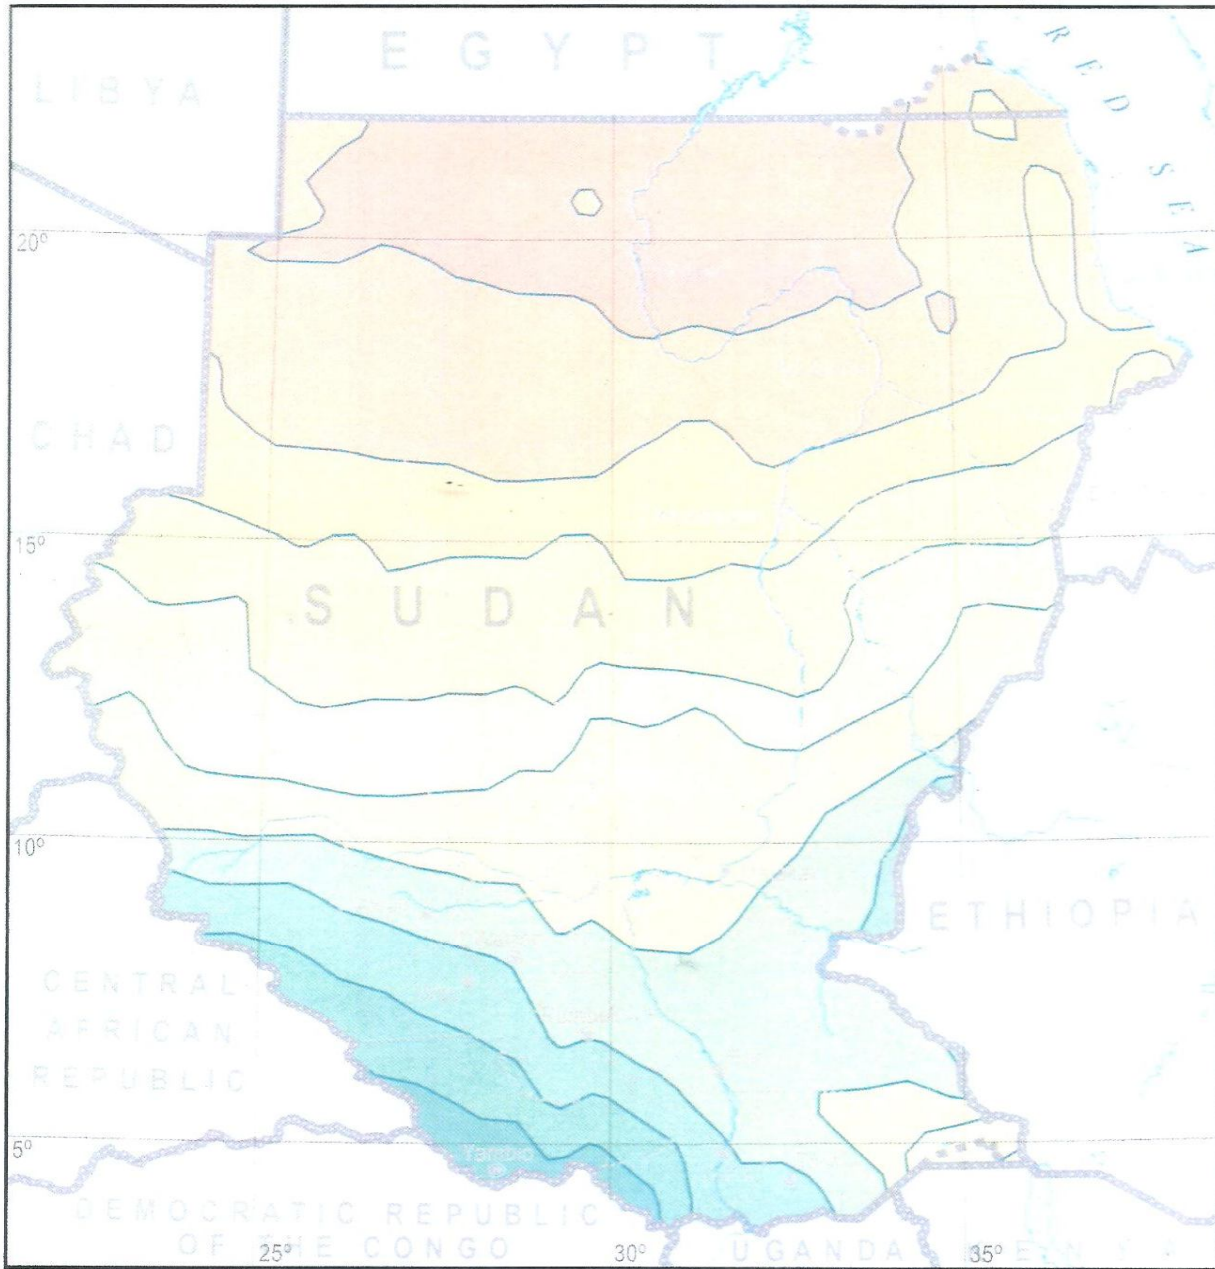 EGYPT
LIBYA
RED SEA
20°
CHAD
15°
SUDAN
10°
ETHIOPIA
CENTRAL
AFRICAN
REPUBLIC
Rumbek
5°
Yambio
DEMOCRATIC REPUBLIC
OF THE CONGO
25°
30°
UGANDA
35°